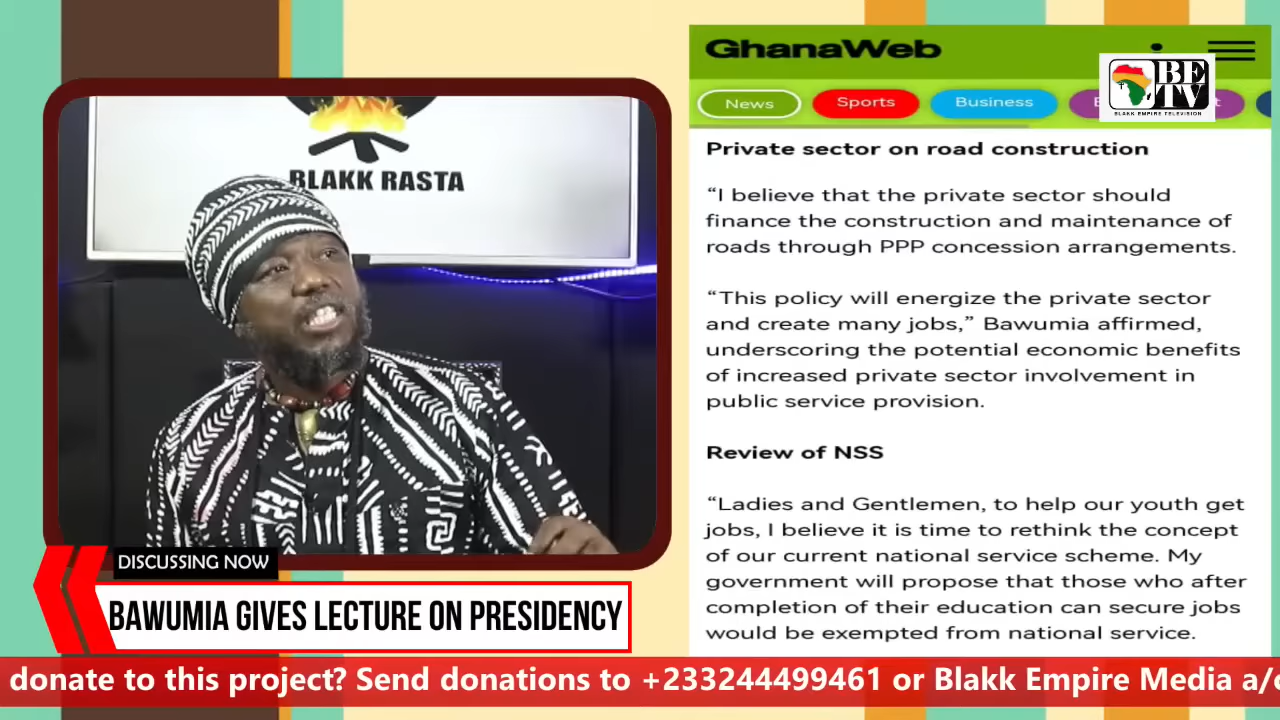 BLAKK RASTA
DISCUSSING NOW
BAWUMIA GIVES LECTURE ON PRESIDENCY
GhanaWeb
BE
TV
BLAKK EMPIRE TELEVISION
News
Sports
Business
Private sector on road construction
“I believe that the private sector should
finance the construction and maintenance of
roads through PPP concession arrangements.
“This policy will energize the private sector
and create many jobs,” Bawumia affirmed,
underscoring the potential economic benefits
of increased private sector involvement in
public service provision.
Review of NSS
“Ladies and Gentlemen, to help our youth get
jobs, I believe it is time to rethink the concept
of our current national service scheme. My
government will propose that those who after
completion of their education can secure jobs
would be exempted from national service.
donate to this project? Send donations to +233244499461 or Blakk Empire Media a/c